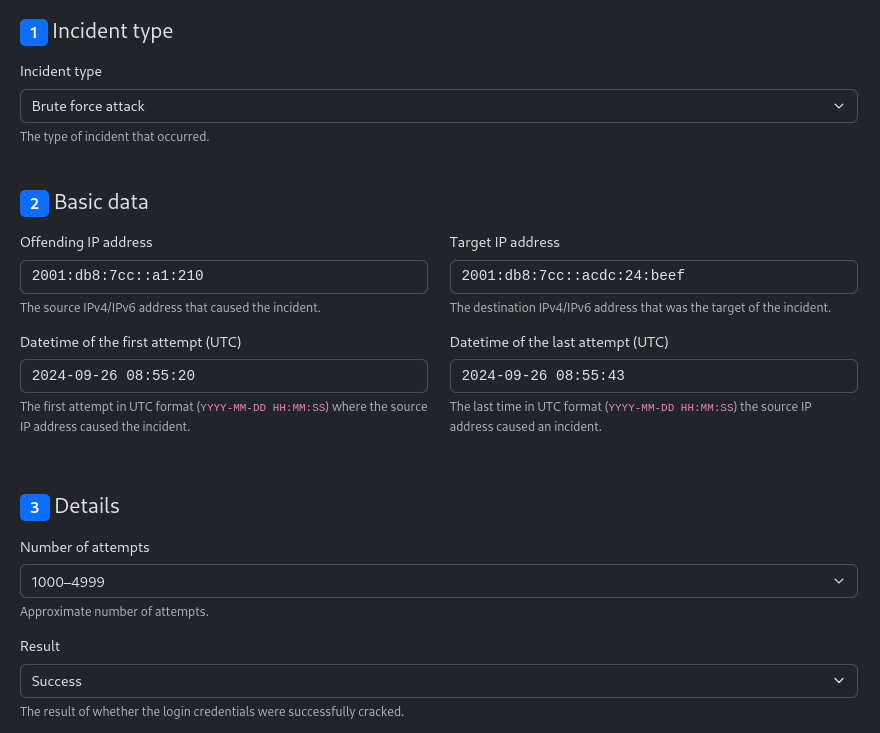 1 Incident type
Incident type
Brute force attack
The type of incident that occurred.
2 Basic data
Offending IP address
2001:db8:7cc::a1:210
The source IPv4/IPv6 address that caused the incident.
Target IP address
2001:db8:7cc::acdc:24:beef
The destination IPv4/IPv6 address that was the target of the incident.
Datetime of the first attempt (UTC)
2024-09-26 08:55:20
The first attempt in UTC format (YYYY-MM-DD HH:MM:SS) where the source
IP address caused the incident.
Datetime of the last attempt (UTC)
2024-09-26 08:55:43
The last time in UTC format (YYYY-MM-DD HH:MM:SS) the source IP
address caused an incident.
3 Details
Number of attempts
1000–4999
Approximate number of attempts.
Result
Success
The result of whether the login credentials were successfully cracked.